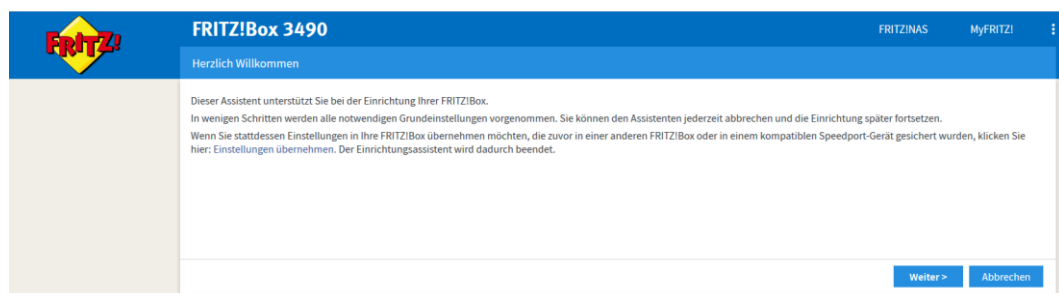 FRITZ!
FRITZ!Box 3490
FRITZ!NAS
MyFRITZ!
Herzlich Willkommen
Dieser Assistent unterstützt Sie bei der Einrichtung Ihrer FRITZ!Box.
In wenigen Schritten werden alle notwendigen Grundeinstellungen vorgenommen. Sie können den Assistenten jederzeit abbrechen und die Einrichtung später fortsetzen.
Wenn Sie stattdessen Einstellungen in Ihre FRITZ!Box übernehmen möchten, die zuvor in einer anderen FRITZ!Box oder in einem kompatiblen Speedport-Gerät gesichert wurden, klicken Sie
hier: Einstellungen übernehmen. Der Einrichtungsassistent wird dadurch beendet.
Weiter >
Abbrechen